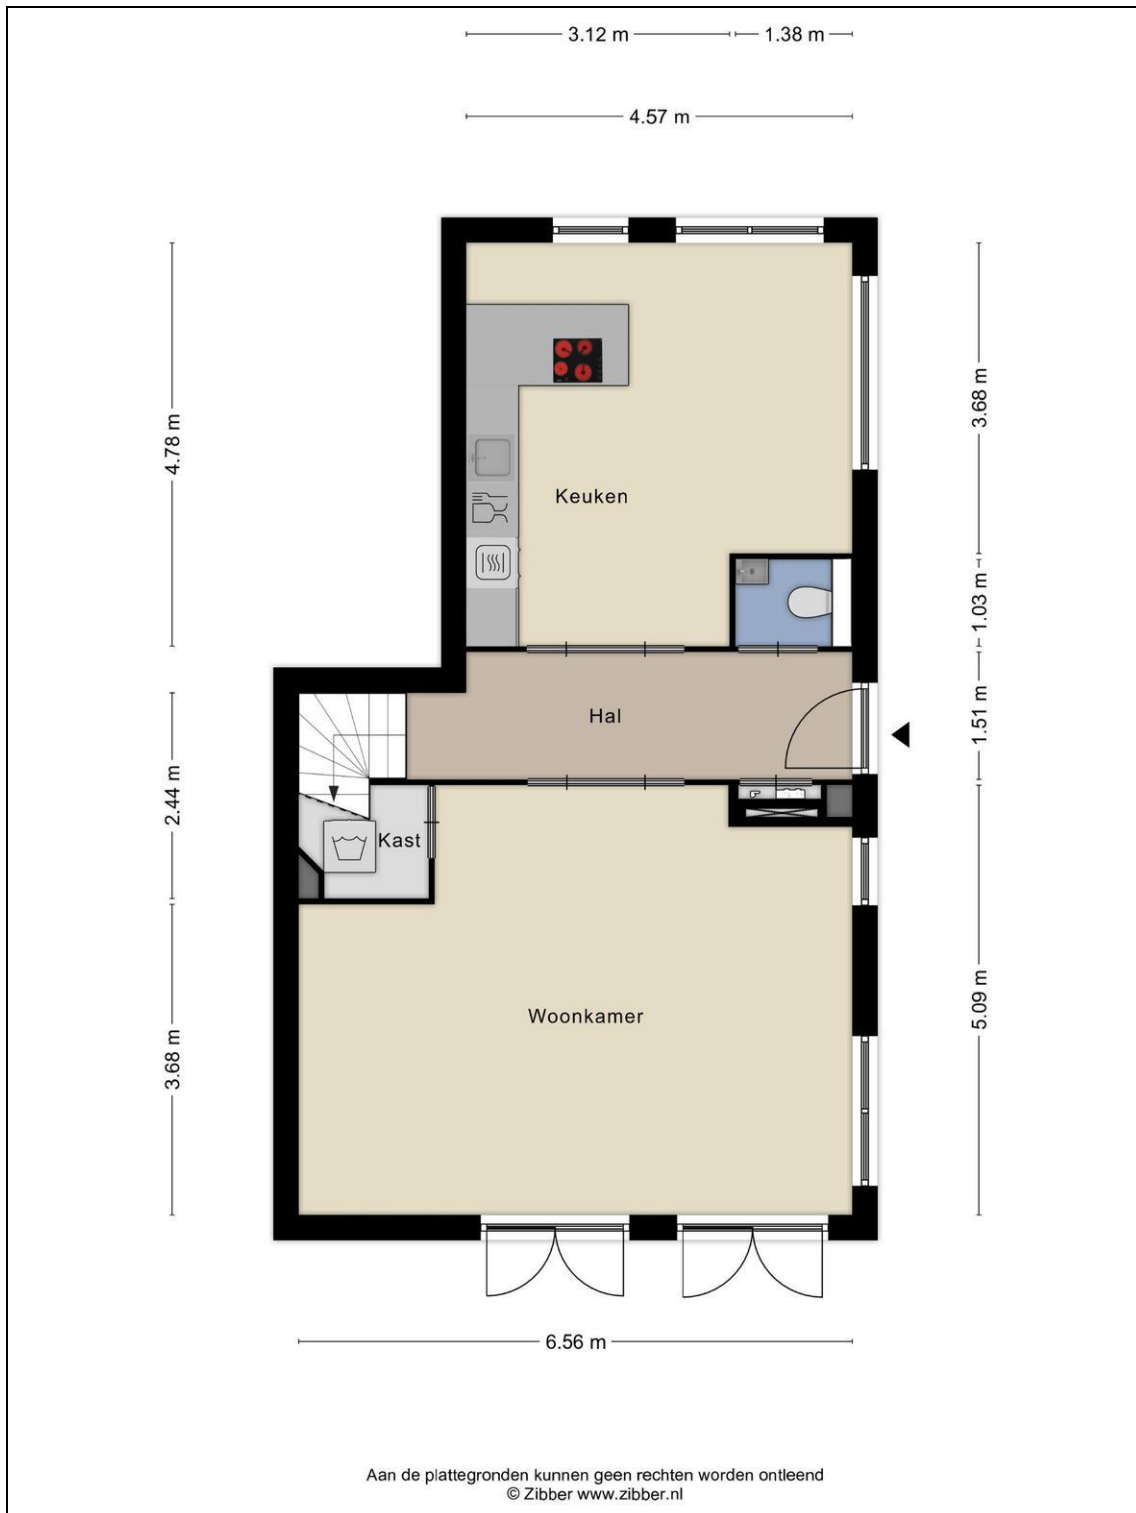 3.12 m
1.38 m
4.57 m
4.78 m
3.68 m
Keuken
1.03 m
Hal
1.51 m
2.44 m
Kast
5.09 m
Woonkamer
3.68 m
6.56 m
Aan de plattegronden kunnen geen rechten worden ontleend
© Zibber www.zibber.nl